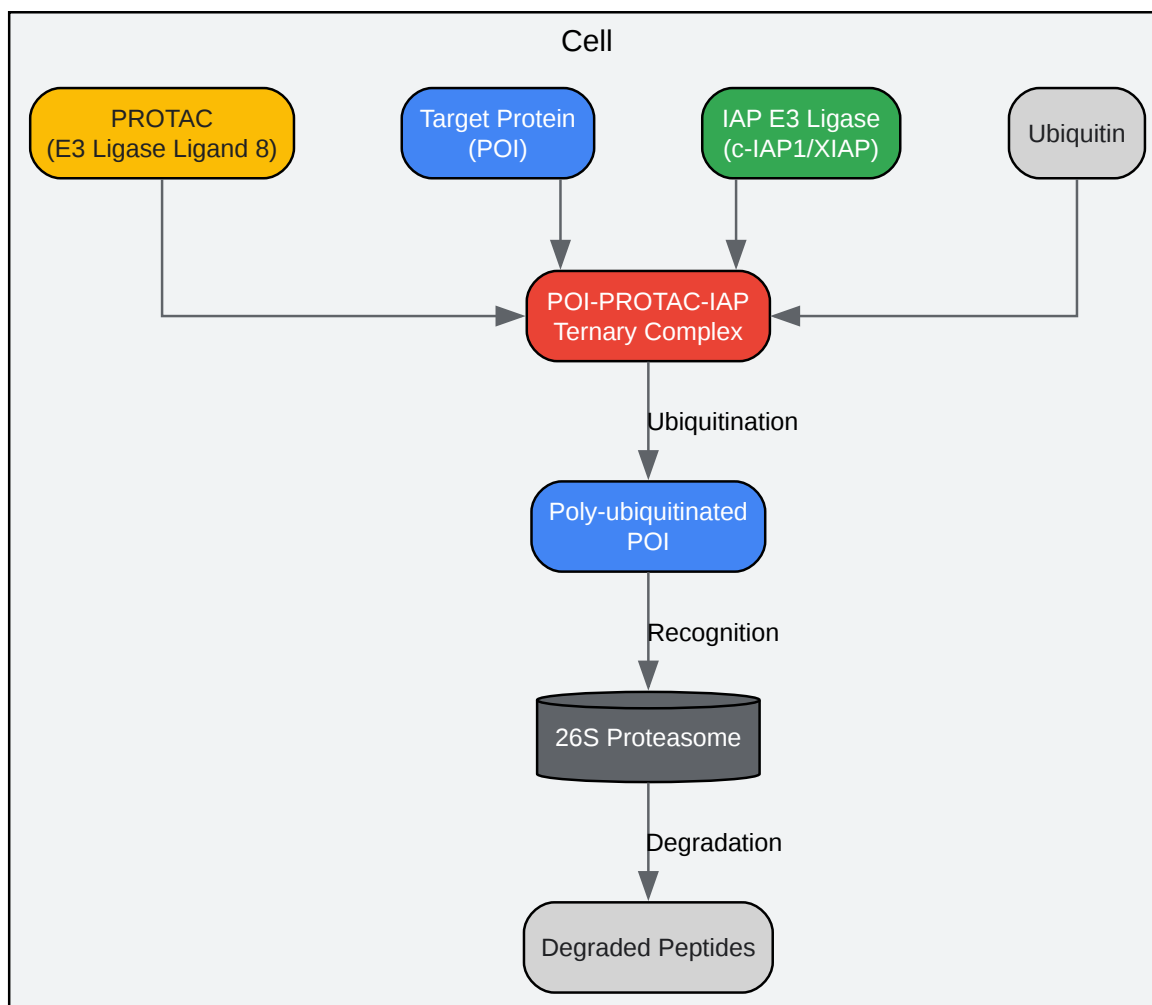 Cell
PROTAC
(E3 Ligase Ligand 8)
Target Protein
(POI)
IAP E3 Ligase
(c-IAP1/XIAP)
Ubiquitin
POI-PROTAC-IAP
Ternary Complex
Ubiquitination
Poly-ubiquitinated
POI
Recognition
26S Proteasome
Degradation
Degraded Peptides